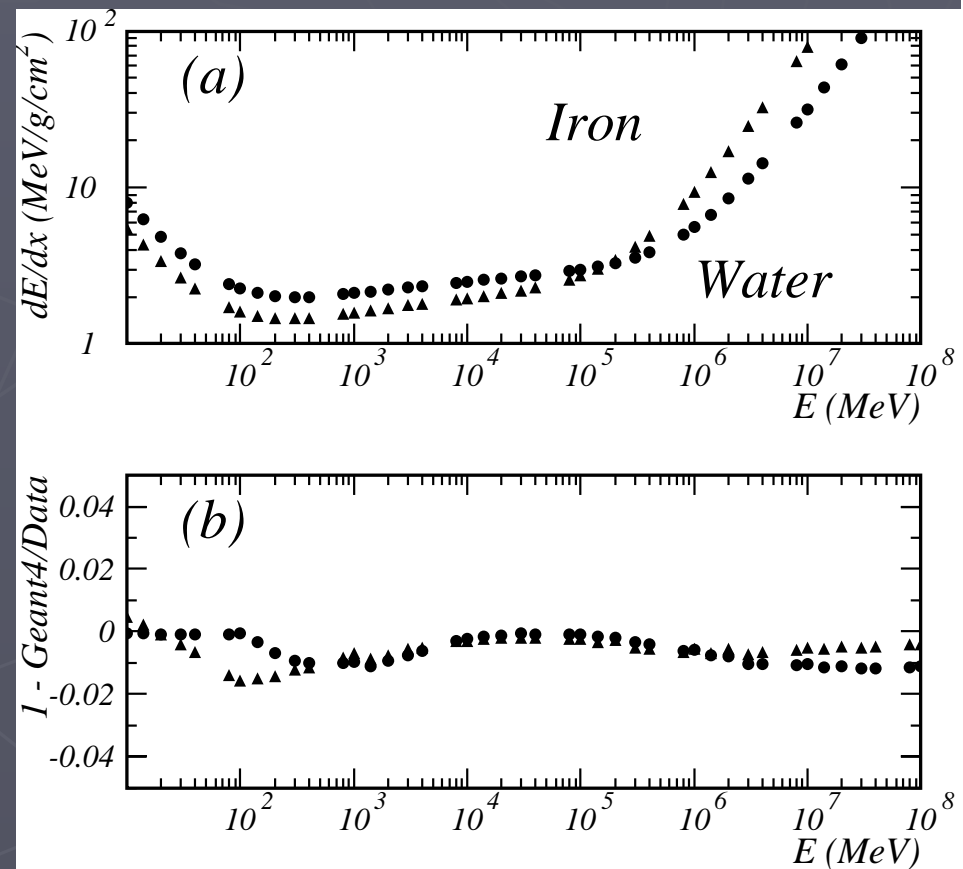 10^2
(a)
Iron
10
Water
1
dE/dx (MeV/g/cm^2)
10^2 10^3 10^4 10^5 10^6 10^7 10^8
E (MeV)
(b)
0.04
0.02
0
-0.02
-0.04
1 - Geant4/Data
10^2 10^3 10^4 10^5 10^6 10^7 10^8
E (MeV)